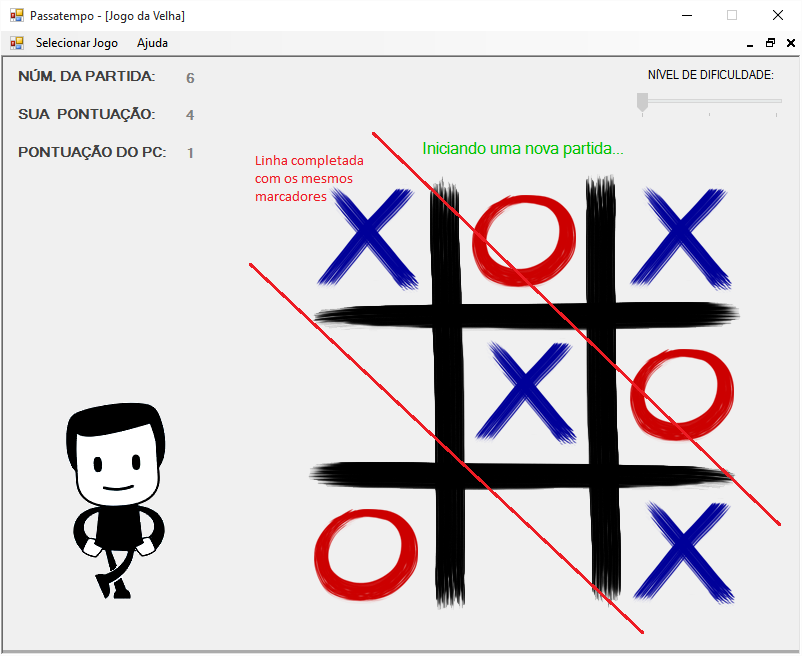 Passatempo - [Jogo da Velha]
Selecionar Jogo Ajuda
NÚM. DA PARTIDA: 6
NÍVEL DE DIFICULDADE:
SUA PONTUAÇÃO: 4
PONTUAÇÃO DO PC: 1
Iniciando uma nova partida...
Linha completada
com os mesmos
marcadores
X O X
X O
O X